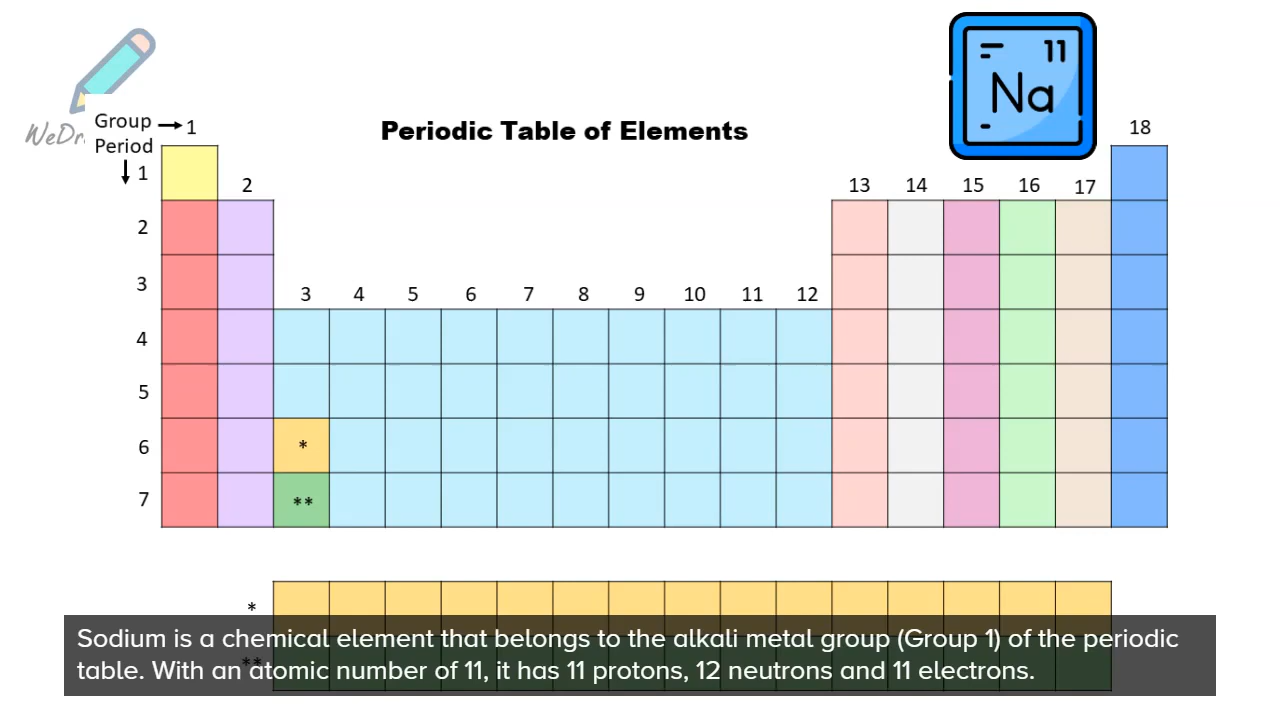 11
Na
WeDr
Group → 1
Period
Periodic Table of Elements
18
1
2
13 14 15 16 17
2
3
3 4 5 6 7 8 9 10 11 12
4
5
6
*
7
**
*
**
Sodium is a chemical element that belongs to the alkali metal group (Group 1) of the periodic
table. With an atomic number of 11, it has 11 protons, 12 neutrons and 11 electrons.